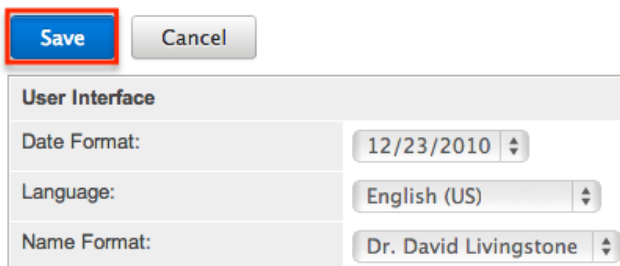 Save Cancel
User Interface
Date Format: 12/23/2010
Language: English (US)
Name Format: Dr. David Livingstone